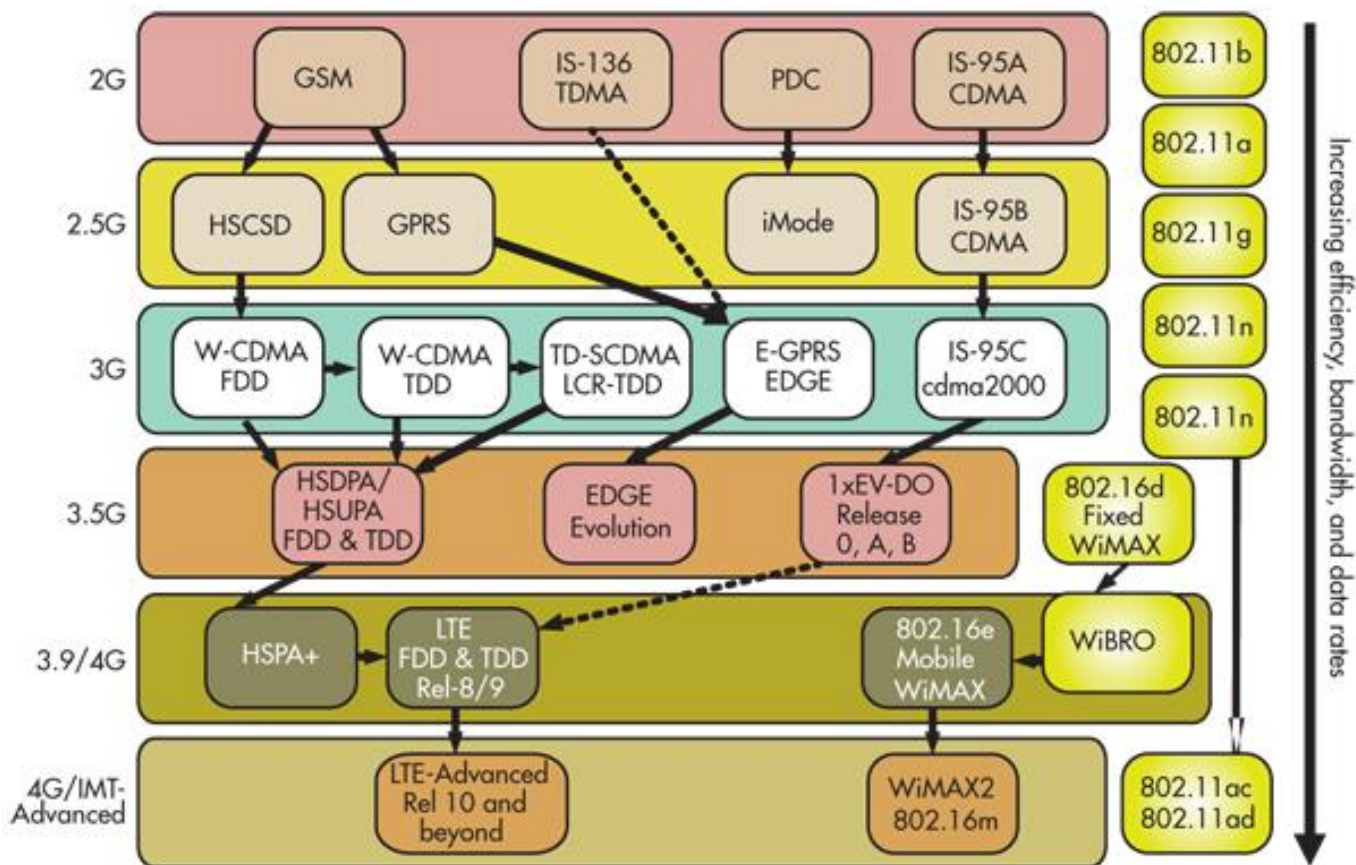 2G
GSM
IS-136
TDMA
PDC
IS-95A
CDMA
802.11b
802.11a
2.5G
HSCSD
GPRS
iMode
IS-95B
CDMA
802.11g
802.11n
3G
W-CDMA
FDD
W-CDMA
TDD
TD-SCDMA
LCR-TDD
E-GPRS
EDGE
IS-95C
cdma2000
802.11n
3.5G
HSDPA/
HSUPA
FDD & TDD
EDGE
Evolution
1xEV-DO
Release
0, A, B
802.16d
Fixed
WiMAX
3.9/4G
HSPA+
LTE
FDD & TDD
Rel-8/9
802.16e
Mobile
WiMAX
WiBRO
4G/IMT-
Advanced
LTE-Advanced
Rel 10 and
beyond
WiMAX2
802.16m
802.11ac
802.11ad
Increasing efficiency, bandwidth, and data rates